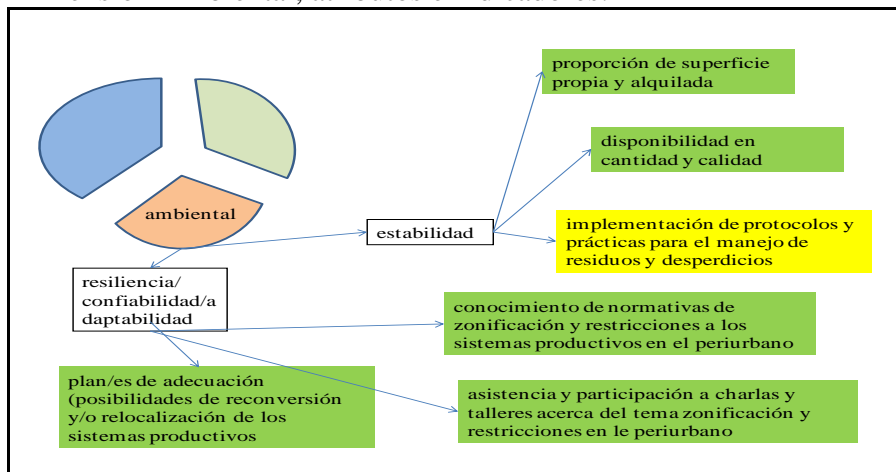 proporción de superficie
propia y alquilada
disponibilidad en
cantidad y calidad
ambiental
estabilidad
implementación de protocolos y
prácticas para el manejo de
residuos y desperdicios
resiliencia/
confiabilidad/a
daptabilidad
conocimiento de normativas de
zonificación y restricciones a los
sistemas productivos en el periurbano
plan/es de adecuación
(posibilidades de reconversión
y/o relocalización de los
sistemas productivos
asistencia y participación a charlas y
talleres acerca del tema zonificación y
restricciones en le periurbano